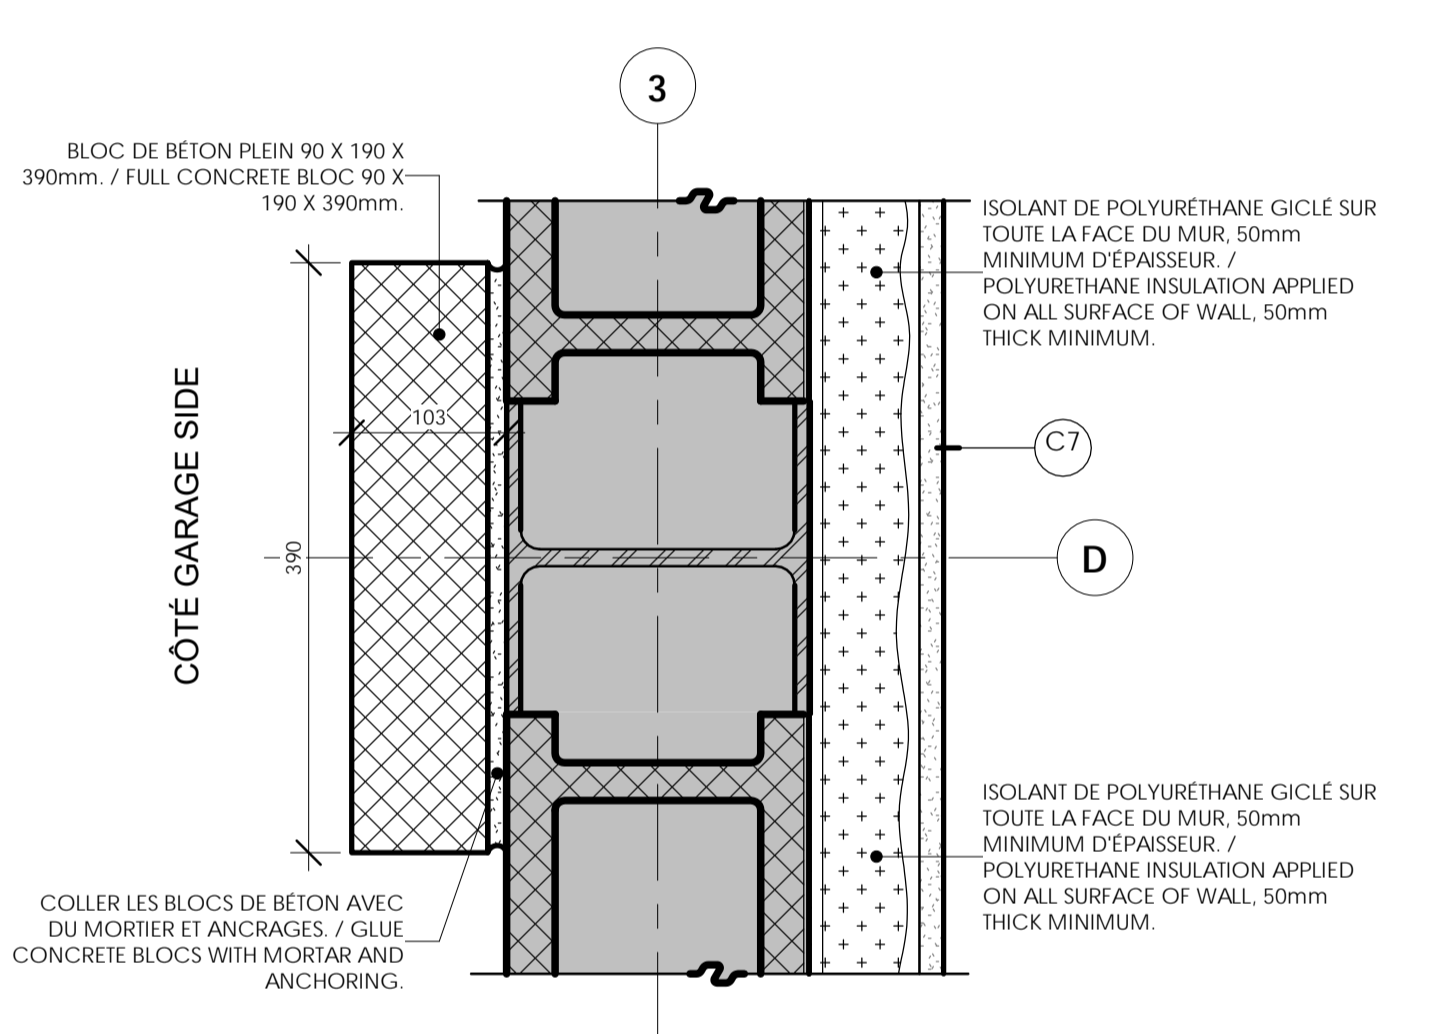 3
BLOC DE BÉTON PLEIN 90 X 190 X
390mm. / FULL CONCRETE BLOC 90 X
190 X 390mm.
ISOLANT DE POLYURÉTHANE GICLÉ SUR
TOUTE LA FACE DU MUR, 50mm
MINIMUM D'ÉPAISSEUR. /
POLYURETHANE INSULATION APPLIED
ON ALL SURFACE OF WALL, 50mm
THICK MINIMUM.
CÔTÉ GARAGE SIDE
103
C7
390
D
ISOLANT DE POLYURÉTHANE GICLÉ SUR
TOUTE LA FACE DU MUR, 50mm
MINIMUM D'ÉPAISSEUR. /
POLYURETHANE INSULATION APPLIED
ON ALL SURFACE OF WALL, 50mm
THICK MINIMUM.
COLLER LES BLOCS DE BÉTON AVEC
DU MORTIER ET ANCRAGES. / GLUE
CONCRETE BLOCS WITH MORTAR AND
ANCHORING.